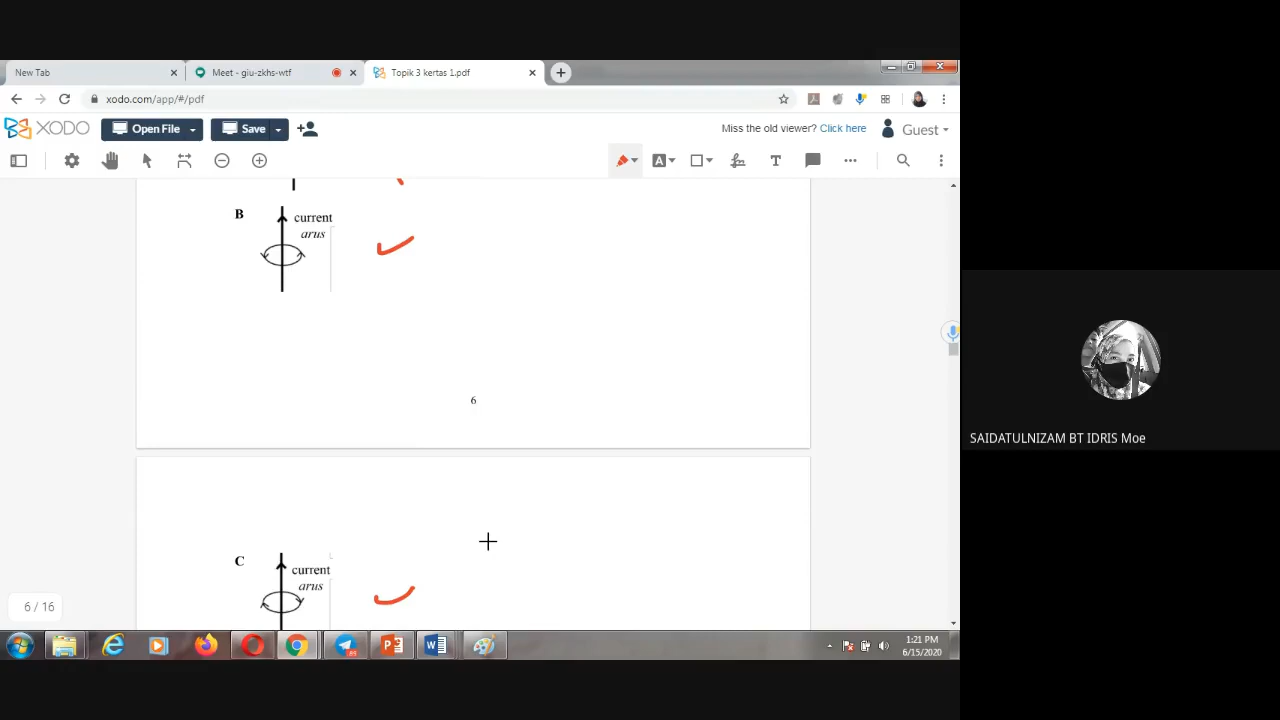 New Tab
Meet - giu-zkhs-wtf
Topik 3 kertas 1.pdf
xodo.com/app/#/pdf
XODO
Open File
Save
Miss the old viewer? Click here
Guest
A
T
B
current
arus
6
C
current
arus
6 / 16
SAIDATULNIZAM BT IDRIS Moe
1:21 PM
6/15/2020